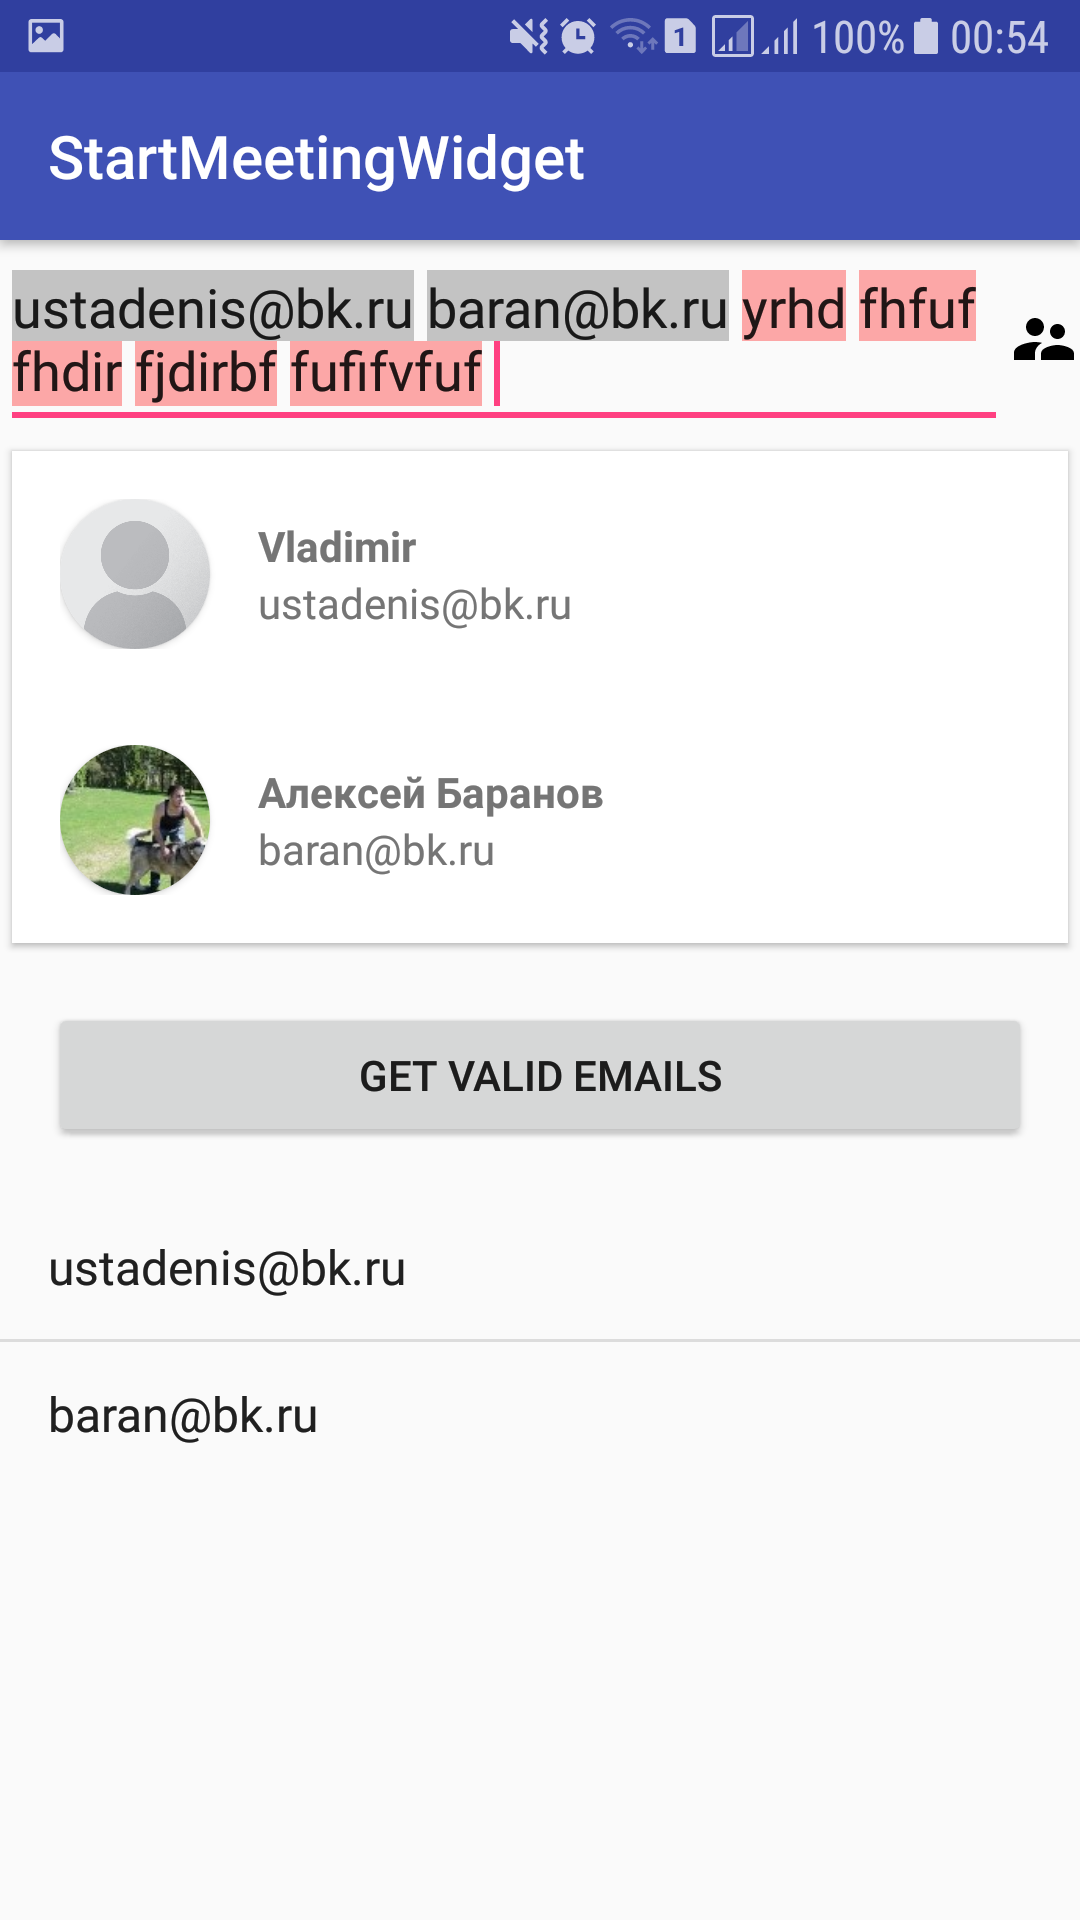 1 100% 00:54
StartMeetingWidget
ustadenis@bk.ru baran@bk.ru yrhd fhfuf
fhdir fjdirbf fufifvfuf
Vladimir
ustadenis@bk.ru
Алексей Баранов
baran@bk.ru
GET VALID EMAILS
ustadenis@bk.ru
baran@bk.ru